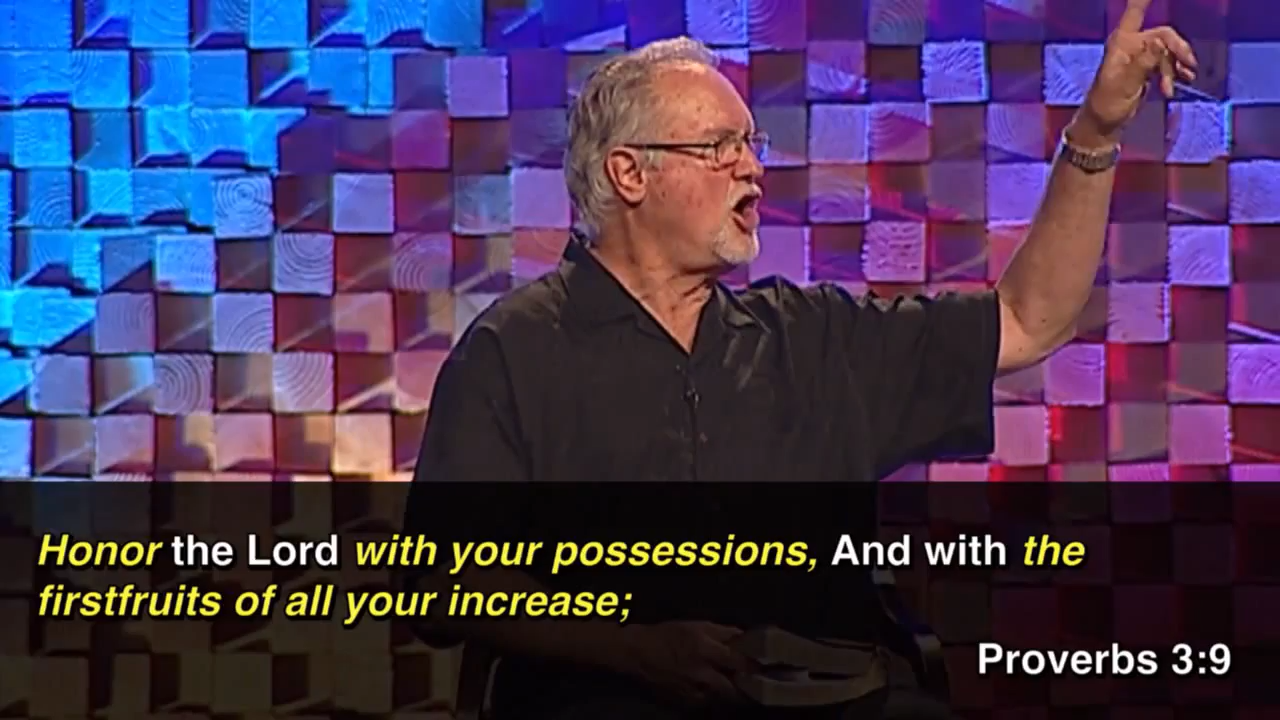 Honor the Lord with your possessions, And with the
firstfruits of all your increase;
Proverbs 3:9